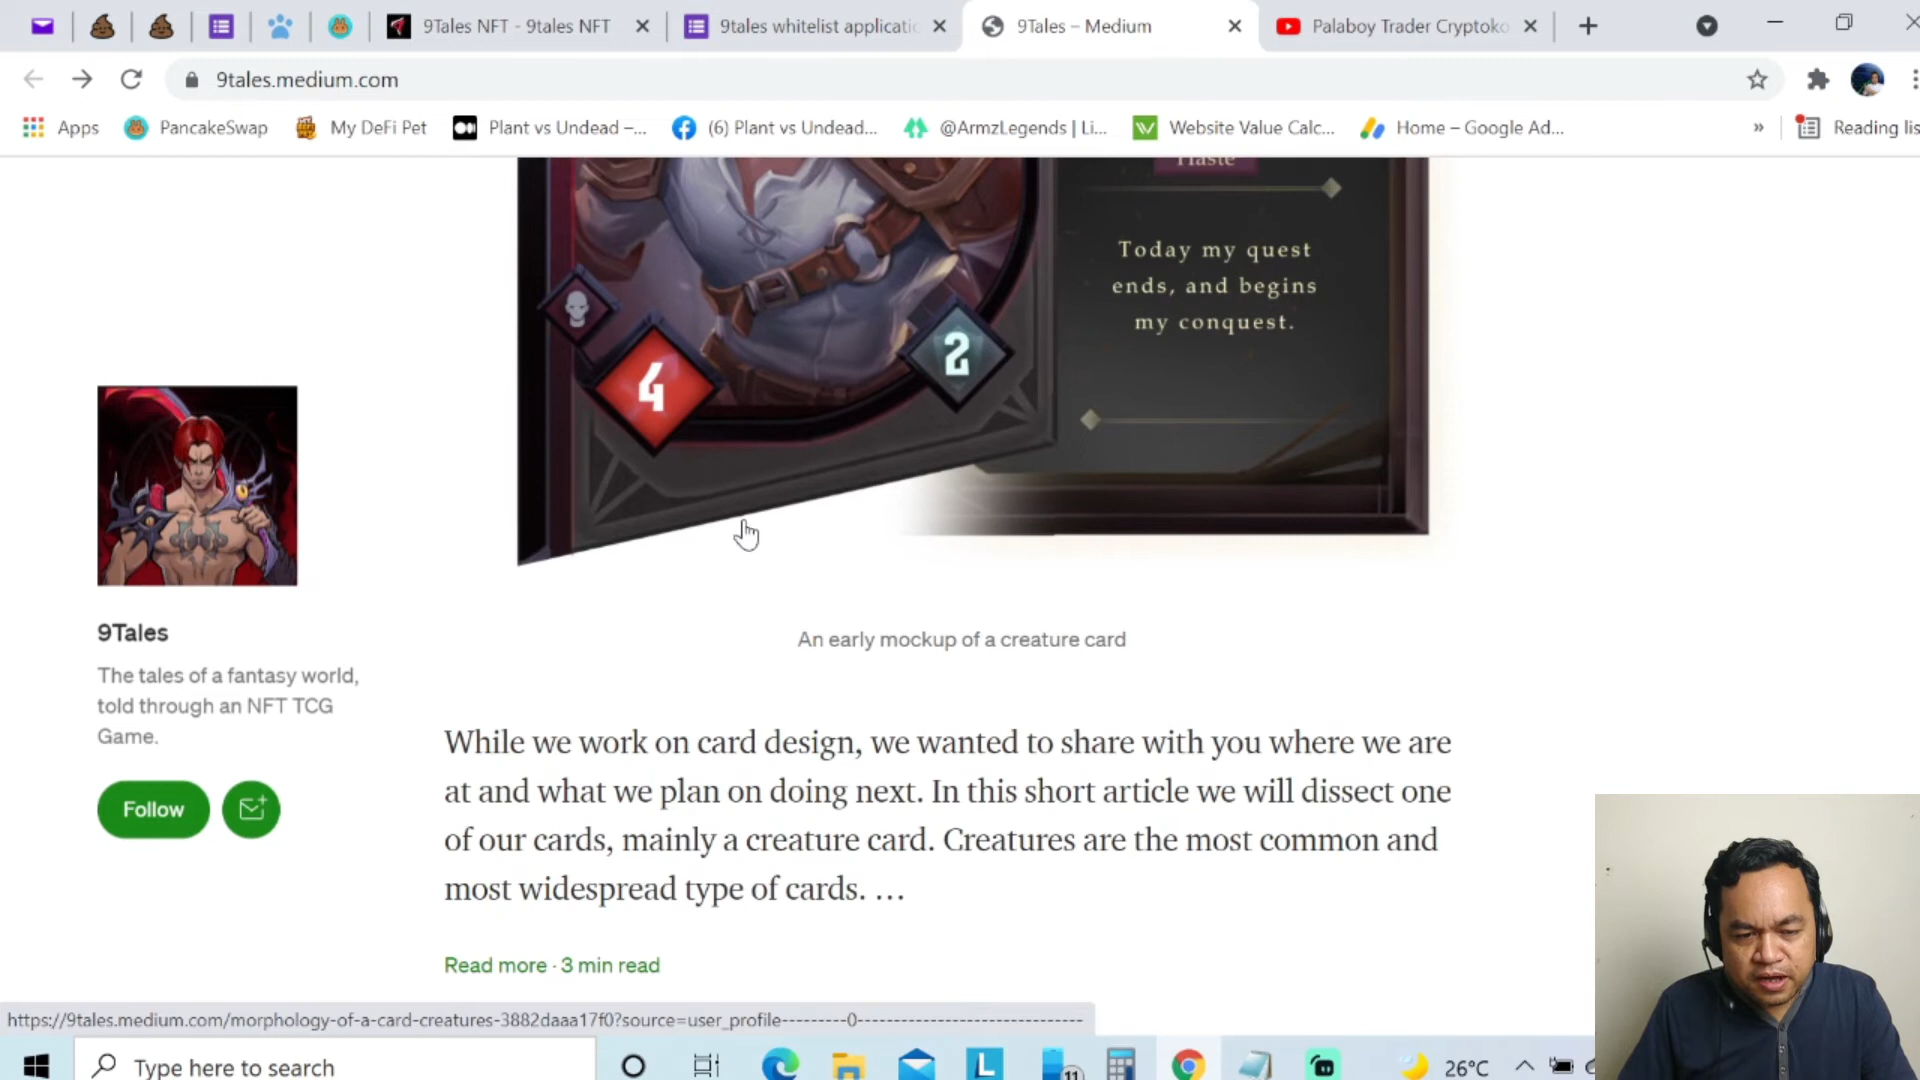 9Tales NFT - 9tales NFT
9tales whitelist applicatio
9Tales – Medium
Palaboy Trader Cryptoko
9tales.medium.com
Apps
PancakeSwap
My DeFi Pet
Plant vs Undead –...
(6) Plant vs Undead...
@ArmzLegends | Li...
Website Value Calc...
Home – Google Ad...
»
Reading lis
Haste
Today my quest
ends, and begins
my conquest.
4
2
An early mockup of a creature card
9Tales
The tales of a fantasy world,
told through an NFT TCG
Game.
Follow
While we work on card design, we wanted to share with you where we are
at and what we plan on doing next. In this short article we will dissect one
of our cards, mainly a creature card. Creatures are the most common and
most widespread type of cards. …
Read more · 3 min read
https://9tales.medium.com/morphology-of-a-card-creatures-3882daaa17f0?source=user_profile---------0----------------------------
Type here to search
L
11
26°C